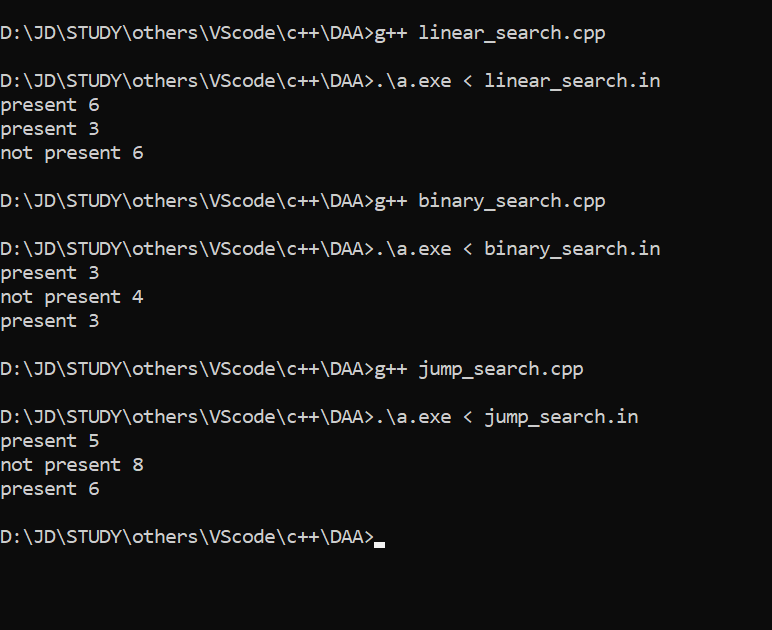 D:\JD\STUDY\others\VScode\c++\DAA>g++ linear_search.cpp
D:\JD\STUDY\others\VScode\c++\DAA>.\a.exe < linear_search.in
present 6
present 3
not present 6
D:\JD\STUDY\others\VScode\c++\DAA>g++ binary_search.cpp
D:\JD\STUDY\others\VScode\c++\DAA>.\a.exe < binary_search.in
present 3
not present 4
present 3
D:\JD\STUDY\others\VScode\c++\DAA>g++ jump_search.cpp
D:\JD\STUDY\others\VScode\c++\DAA>.\a.exe < jump_search.in
present 5
not present 8
present 6
D:\JD\STUDY\others\VScode\c++\DAA>